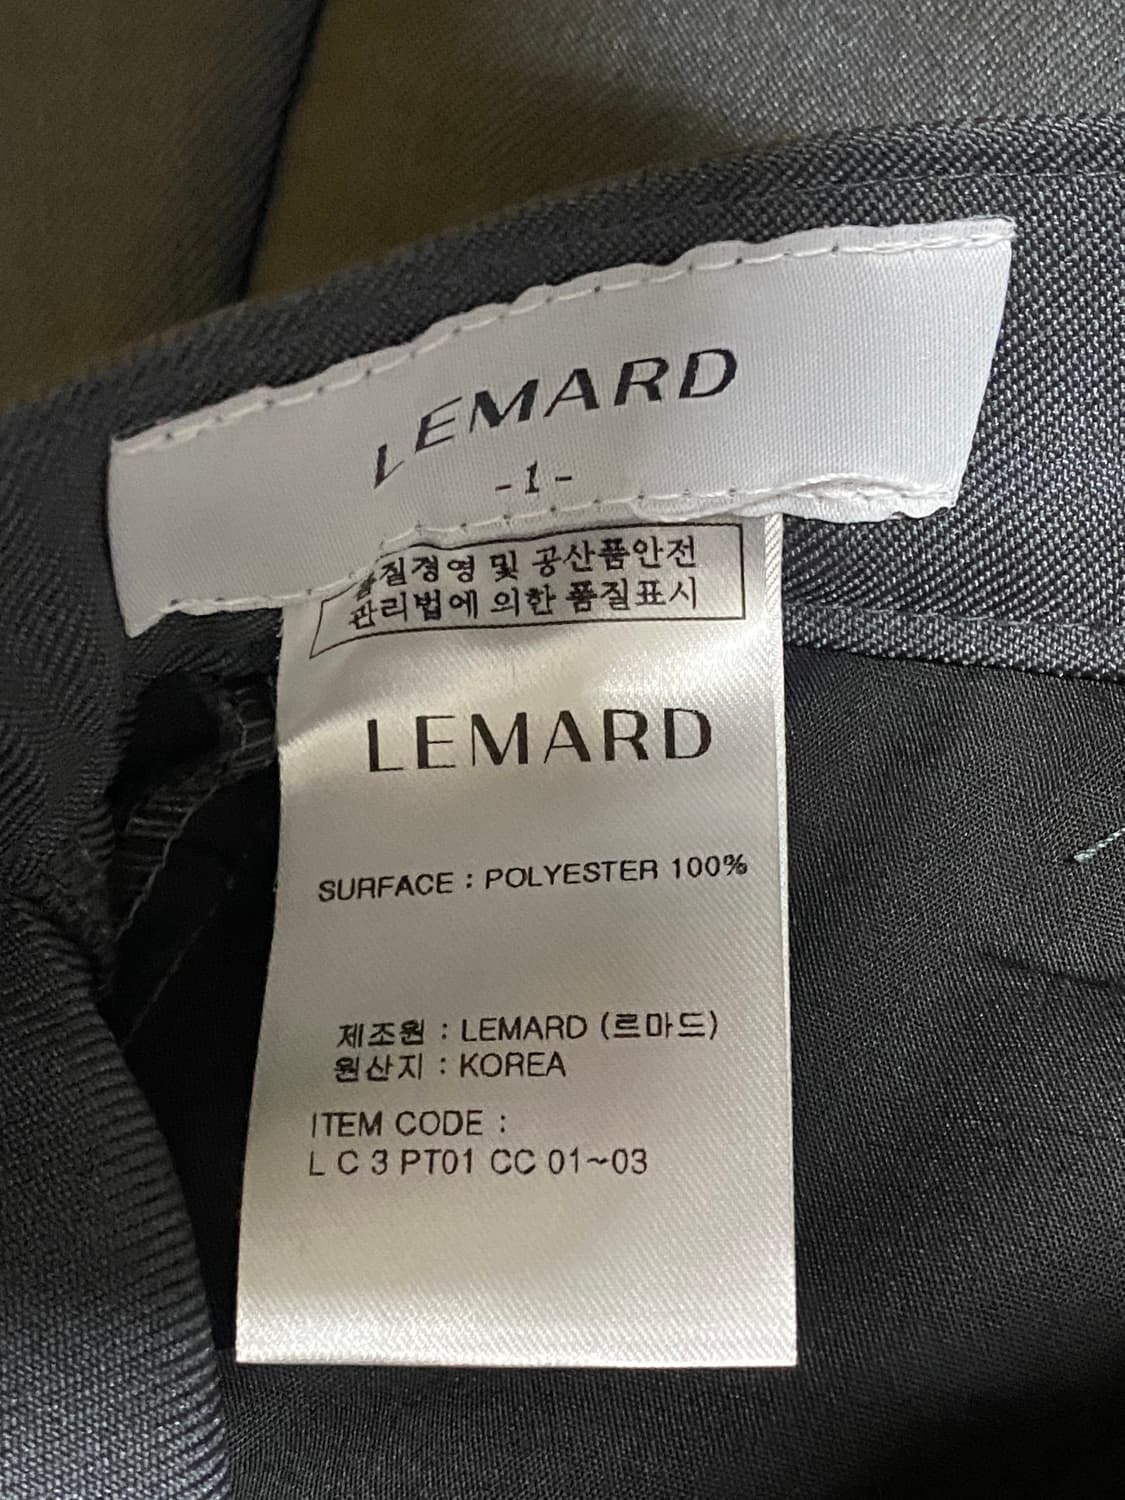 LEMARD
-1-
품질경영 및 공산품안전
관리법에 의한 품질표시
LEMARD
SURFACE : POLYESTER 100%
제조원 : LEMARD (르마드)
원산지 : KOREA
ITEM CODE :
L C 3 PT01 CC 01~03